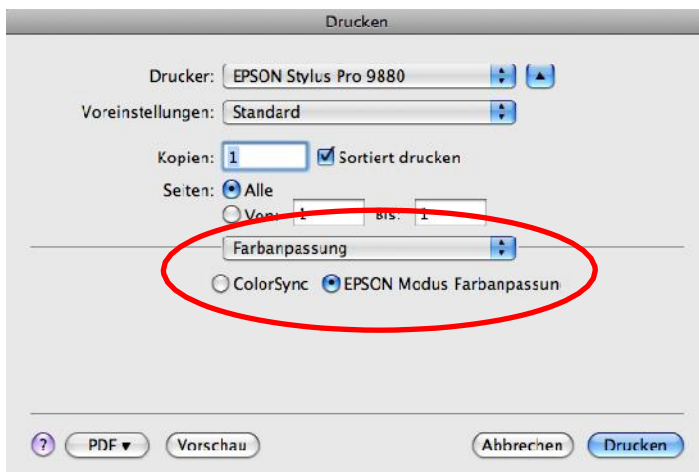 Drucken
Drucker: EPSON Stylus Pro 9880
Voreinstellungen: Standard
Kopien: 1 Sortiert drucken
Seiten: Alle
Von: 1 Bis: 1
Farbanpassung
ColorSync EPSON Modus Farbanpassun
? PDF▼ Vorschau Abbrechen Drucken